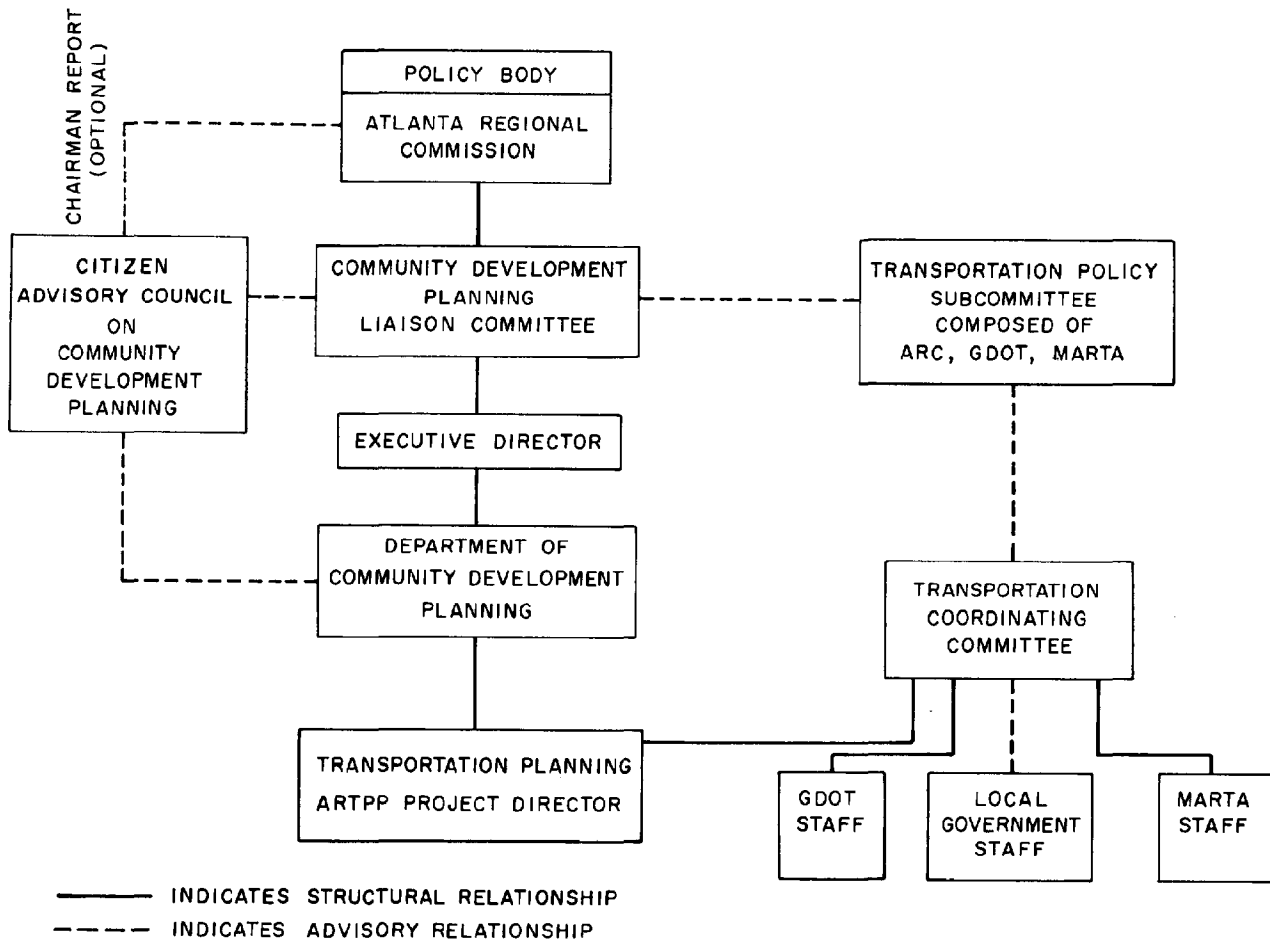 CHAIRMAN REPORT
(OPTIONAL)
POLICY BODY
ATLANTA REGIONAL
COMMISSION
CITIZEN
ADVISORY COUNCIL
ON
COMMUNITY
DEVELOPMENT
PLANNING
COMMUNITY DEVELOPMENT
PLANNING
LIAISON COMMITTEE
TRANSPORTATION POLICY
SUBCOMMITTEE
COMPOSED OF
ARC, GDOT, MARTA
EXECUTIVE DIRECTOR
DEPARTMENT OF
COMMUNITY DEVELOPMENT
PLANNING
TRANSPORTATION
COORDINATING
COMMITTEE
TRANSPORTATION PLANNING
ARTPP PROJECT DIRECTOR
GDOT
STAFF
LOCAL
GOVERNMENT
STAFF
MARTA
STAFF
INDICATES STRUCTURAL RELATIONSHIP
INDICATES ADVISORY RELATIONSHIP